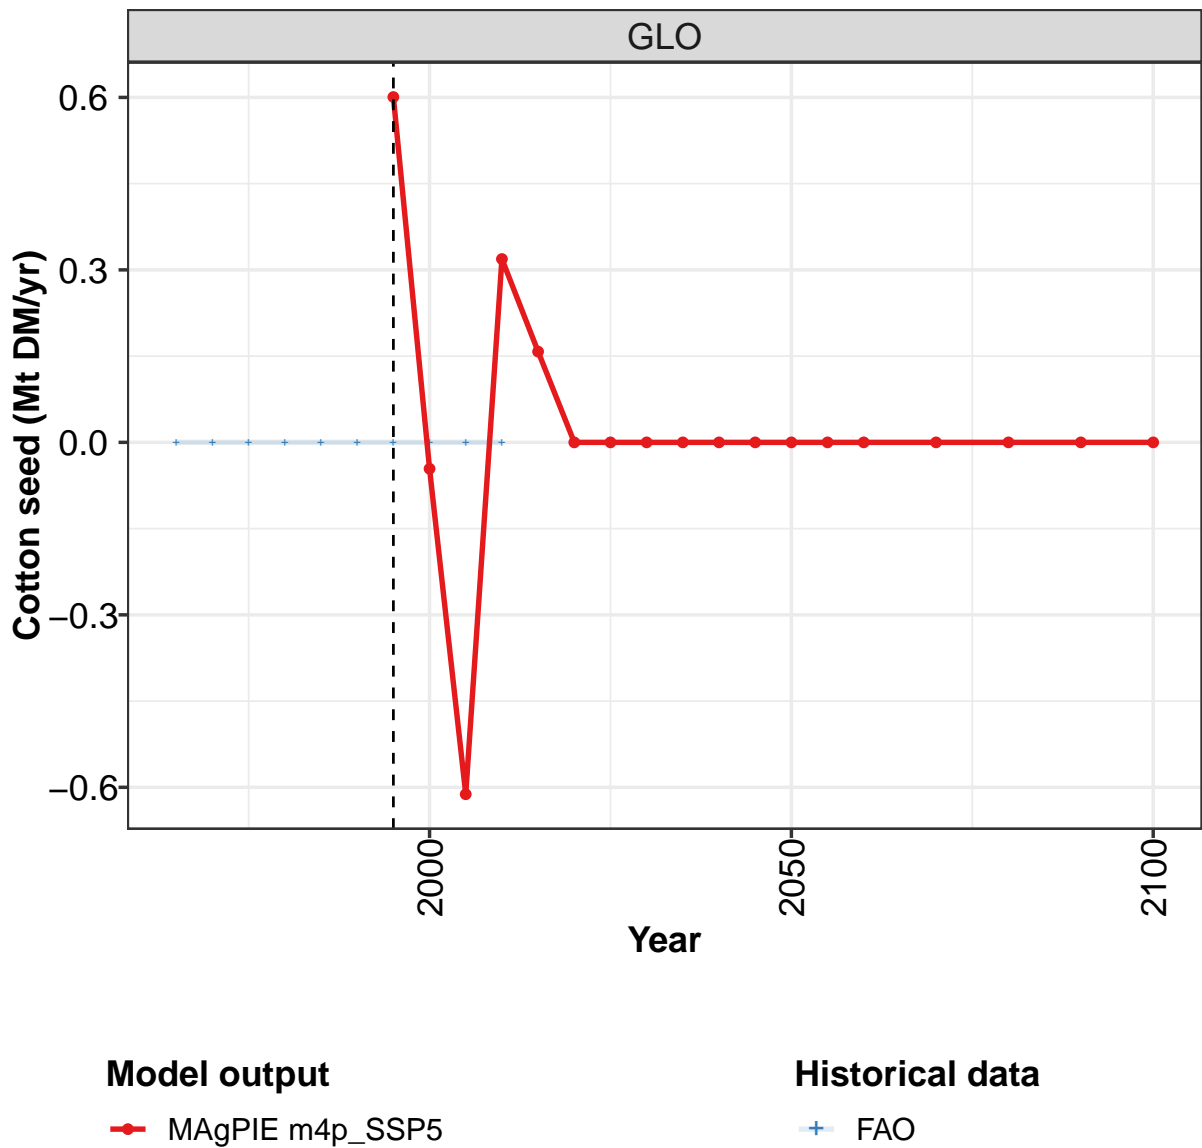 GLO
Cotton seed (Mt DM/yr)
0.6
0.3
0.0
−0.3
−0.6
2000
2050
2100
Year
Model output
Historical data
MAgPIE m4p_SSP5
FAO